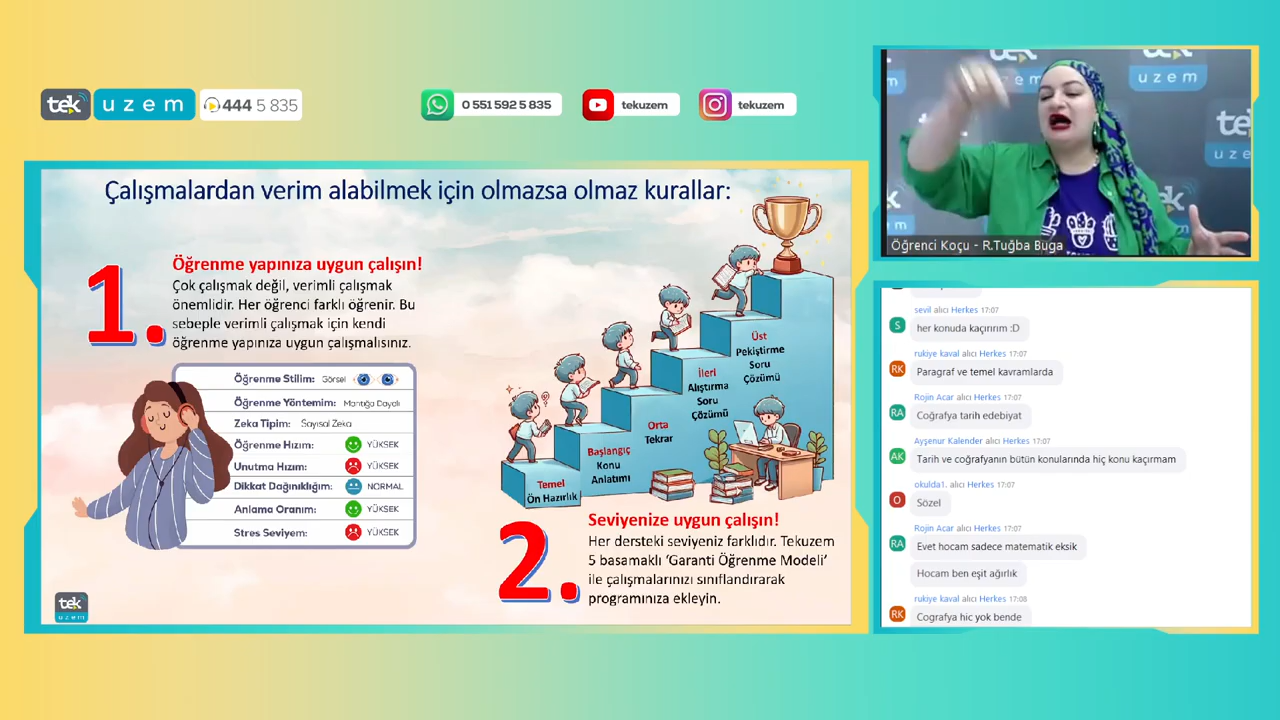 tek uzem 444 5 835
0 551 592 5 835
tekuzem
tekuzem
Çalışmalardan verim alabilmek için olmazsa olmaz kurallar:
1.
Öğrenme yapınıza uygun çalışın!
Çok çalışmak değil, verimli çalışmak
önemlidir. Her öğrenci farklı öğrenir. Bu
sebeple verimli çalışmak için kendi
öğrenme yapınıza uygun çalışmalısınız.
Öğrenme Stilim: Görsel
Öğrenme Yöntemim: Mantığa Dayalı
Zeka Tipim: Sayısal Zeka
Öğrenme Hızım: YÜKSEK
Unutma Hızım: YÜKSEK
Dikkat Dağınıklığım: NORMAL
Anlama Oranım: YÜKSEK
Stres Seviyem: YÜKSEK
Temel
Ön Hazırlık
Başlangıç
Konu
Anlatımı
Orta
Tekrar
İleri
Alıştırma
Soru
Çözümü
Üst
Pekiştirme
Soru
Çözümü
2.
Seviyenize uygun çalışın!
Her dersteki seviyeniz farklıdır. Tekuzem
5 basamaklı ‘Garanti Öğrenme Modeli’
ile çalışmalarınızı sınıflandırarak
programınıza ekleyin.
tek
uzem
tek
uzem
Öğrenci Koçu - R.Tuğba Buga
sevil alıcı Herkes 17:07
S
her konuda kaçırırım :D
rukiye kaval alıcı Herkes 17:07
RK
Paragraf ve temel kavramlarda
Rojin Acar alıcı Herkes 17:07
RA
Coğrafya tarih edebiyat
Ayşenur Kalender alıcı Herkes 17:07
AK
Tarih ve coğrafyanın bütün konularında hiç konu kaçırmam
okulda1. alıcı Herkes 17:07
O
Sözel
Rojin Acar alıcı Herkes 17:07
RA
Evet hocam sadece matematik eksik
Hocam ben eşit ağırlık
rukiye kaval alıcı Herkes 17:08
RK
Cografya hic yok bende